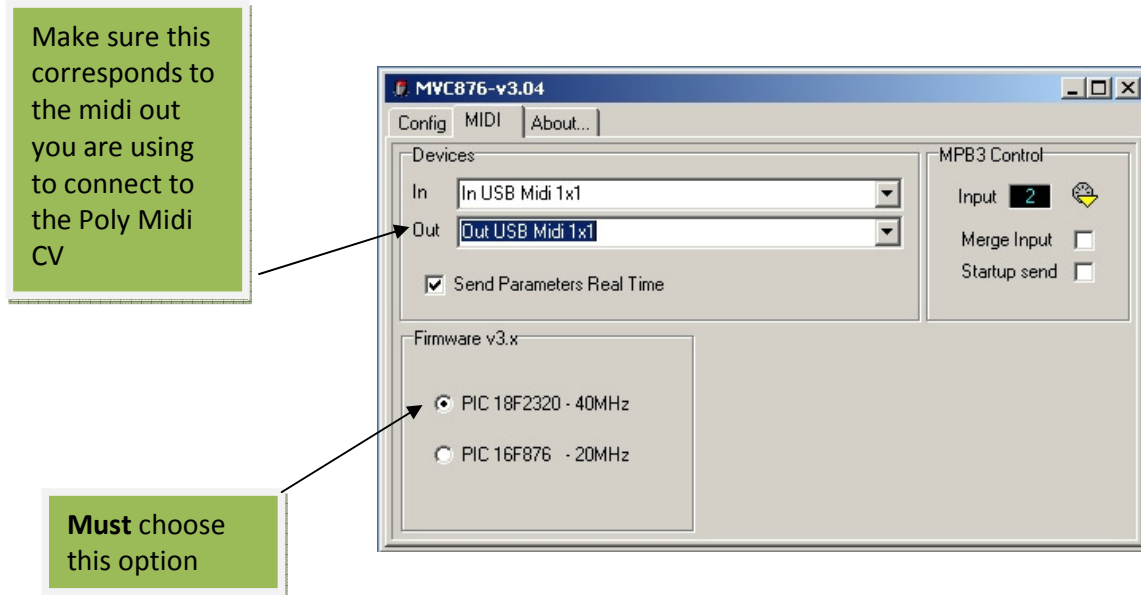 Make sure this
corresponds to
the midi out
you are using
to connect to
the Poly Midi
CV
MVC876-v3.04
Config MIDI About...
Devices
In In USB Midi 1x1
Out Out USB Midi 1x1
Send Parameters Real Time
MPB3 Control
Input 2
Merge Input
Startup send
Firmware v3.x
PIC 18F2320 - 40MHz
PIC 16F876 - 20MHz
Must choose
this option